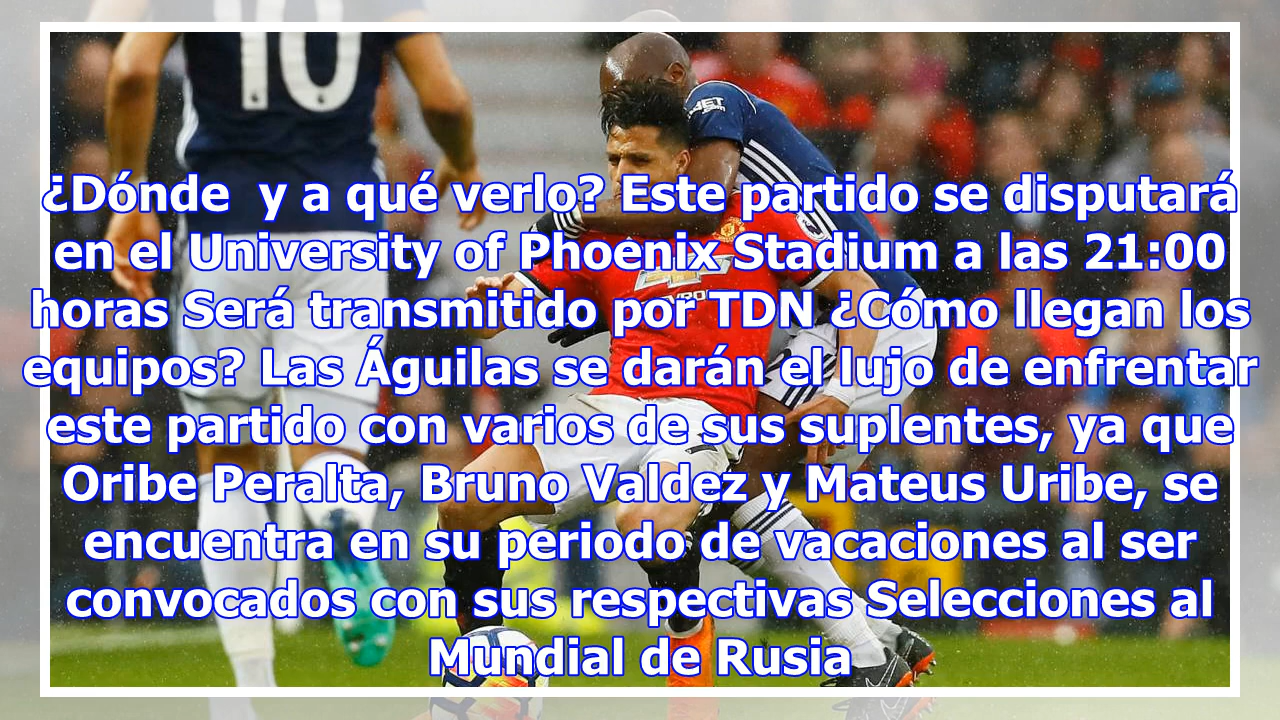 10
¿Dónde  y a qué verlo? Este partido se disputará
en el University of Phoenix Stadium a las 21:00
horas Será transmitido por TDN ¿Cómo llegan los
equipos? Las Águilas se darán el lujo de enfrentar
este partido con varios de sus suplentes, ya que
Oribe Peralta, Bruno Valdez y Mateus Uribe, se
encuentra en su periodo de vacaciones al ser
convocados con sus respectivas Selecciones al
Mundial de Rusia